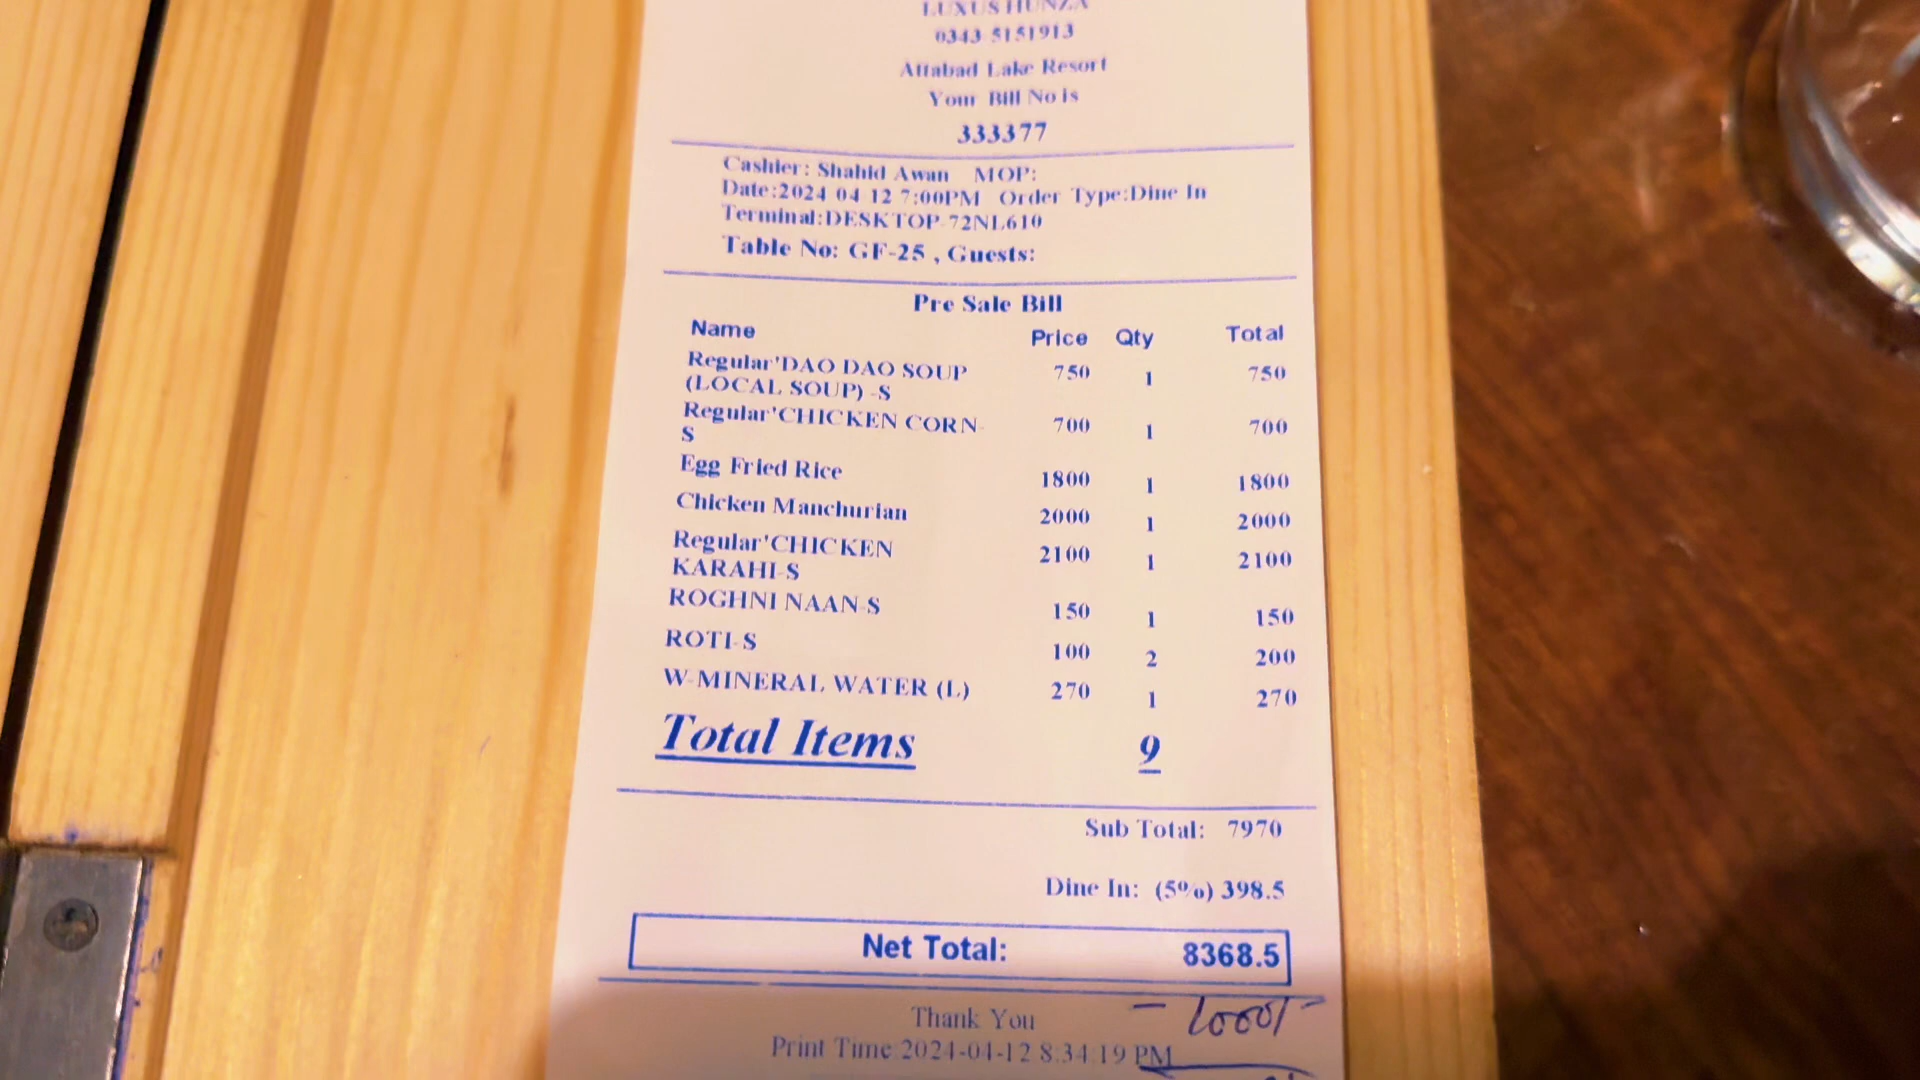 LUXUS HUNZA
0343 5151913
Attabad Lake Resort
Your Bill No is
333377
Cashier: Shahid Awan MOP:
Date:2024 04 12 7:00PM Order Type:Dine In
Terminal:DESKTOP-72NL610
Table No: GF-25 , Guests:
Pre Sale Bill
Name Price Qty Total
Regular'DAO DAO SOUP 750 1 750
(LOCAL SOUP) -S
Regular'CHICKEN CORN- 700 1 700
S
Egg Fried Rice 1800 1 1800
Chicken Manchurian 2000 1 2000
Regular'CHICKEN 2100 1 2100
KARAHI-S
ROGHNI NAAN-S 150 1 150
ROTI-S 100 2 200
W-MINERAL WATER (L) 270 1 270
Total Items 9
Sub Total: 7970
Dine In: (5%) 398.5
Net Total: 8368.5
Thank You
Print Time:2024-04-12 8:34:19 PM